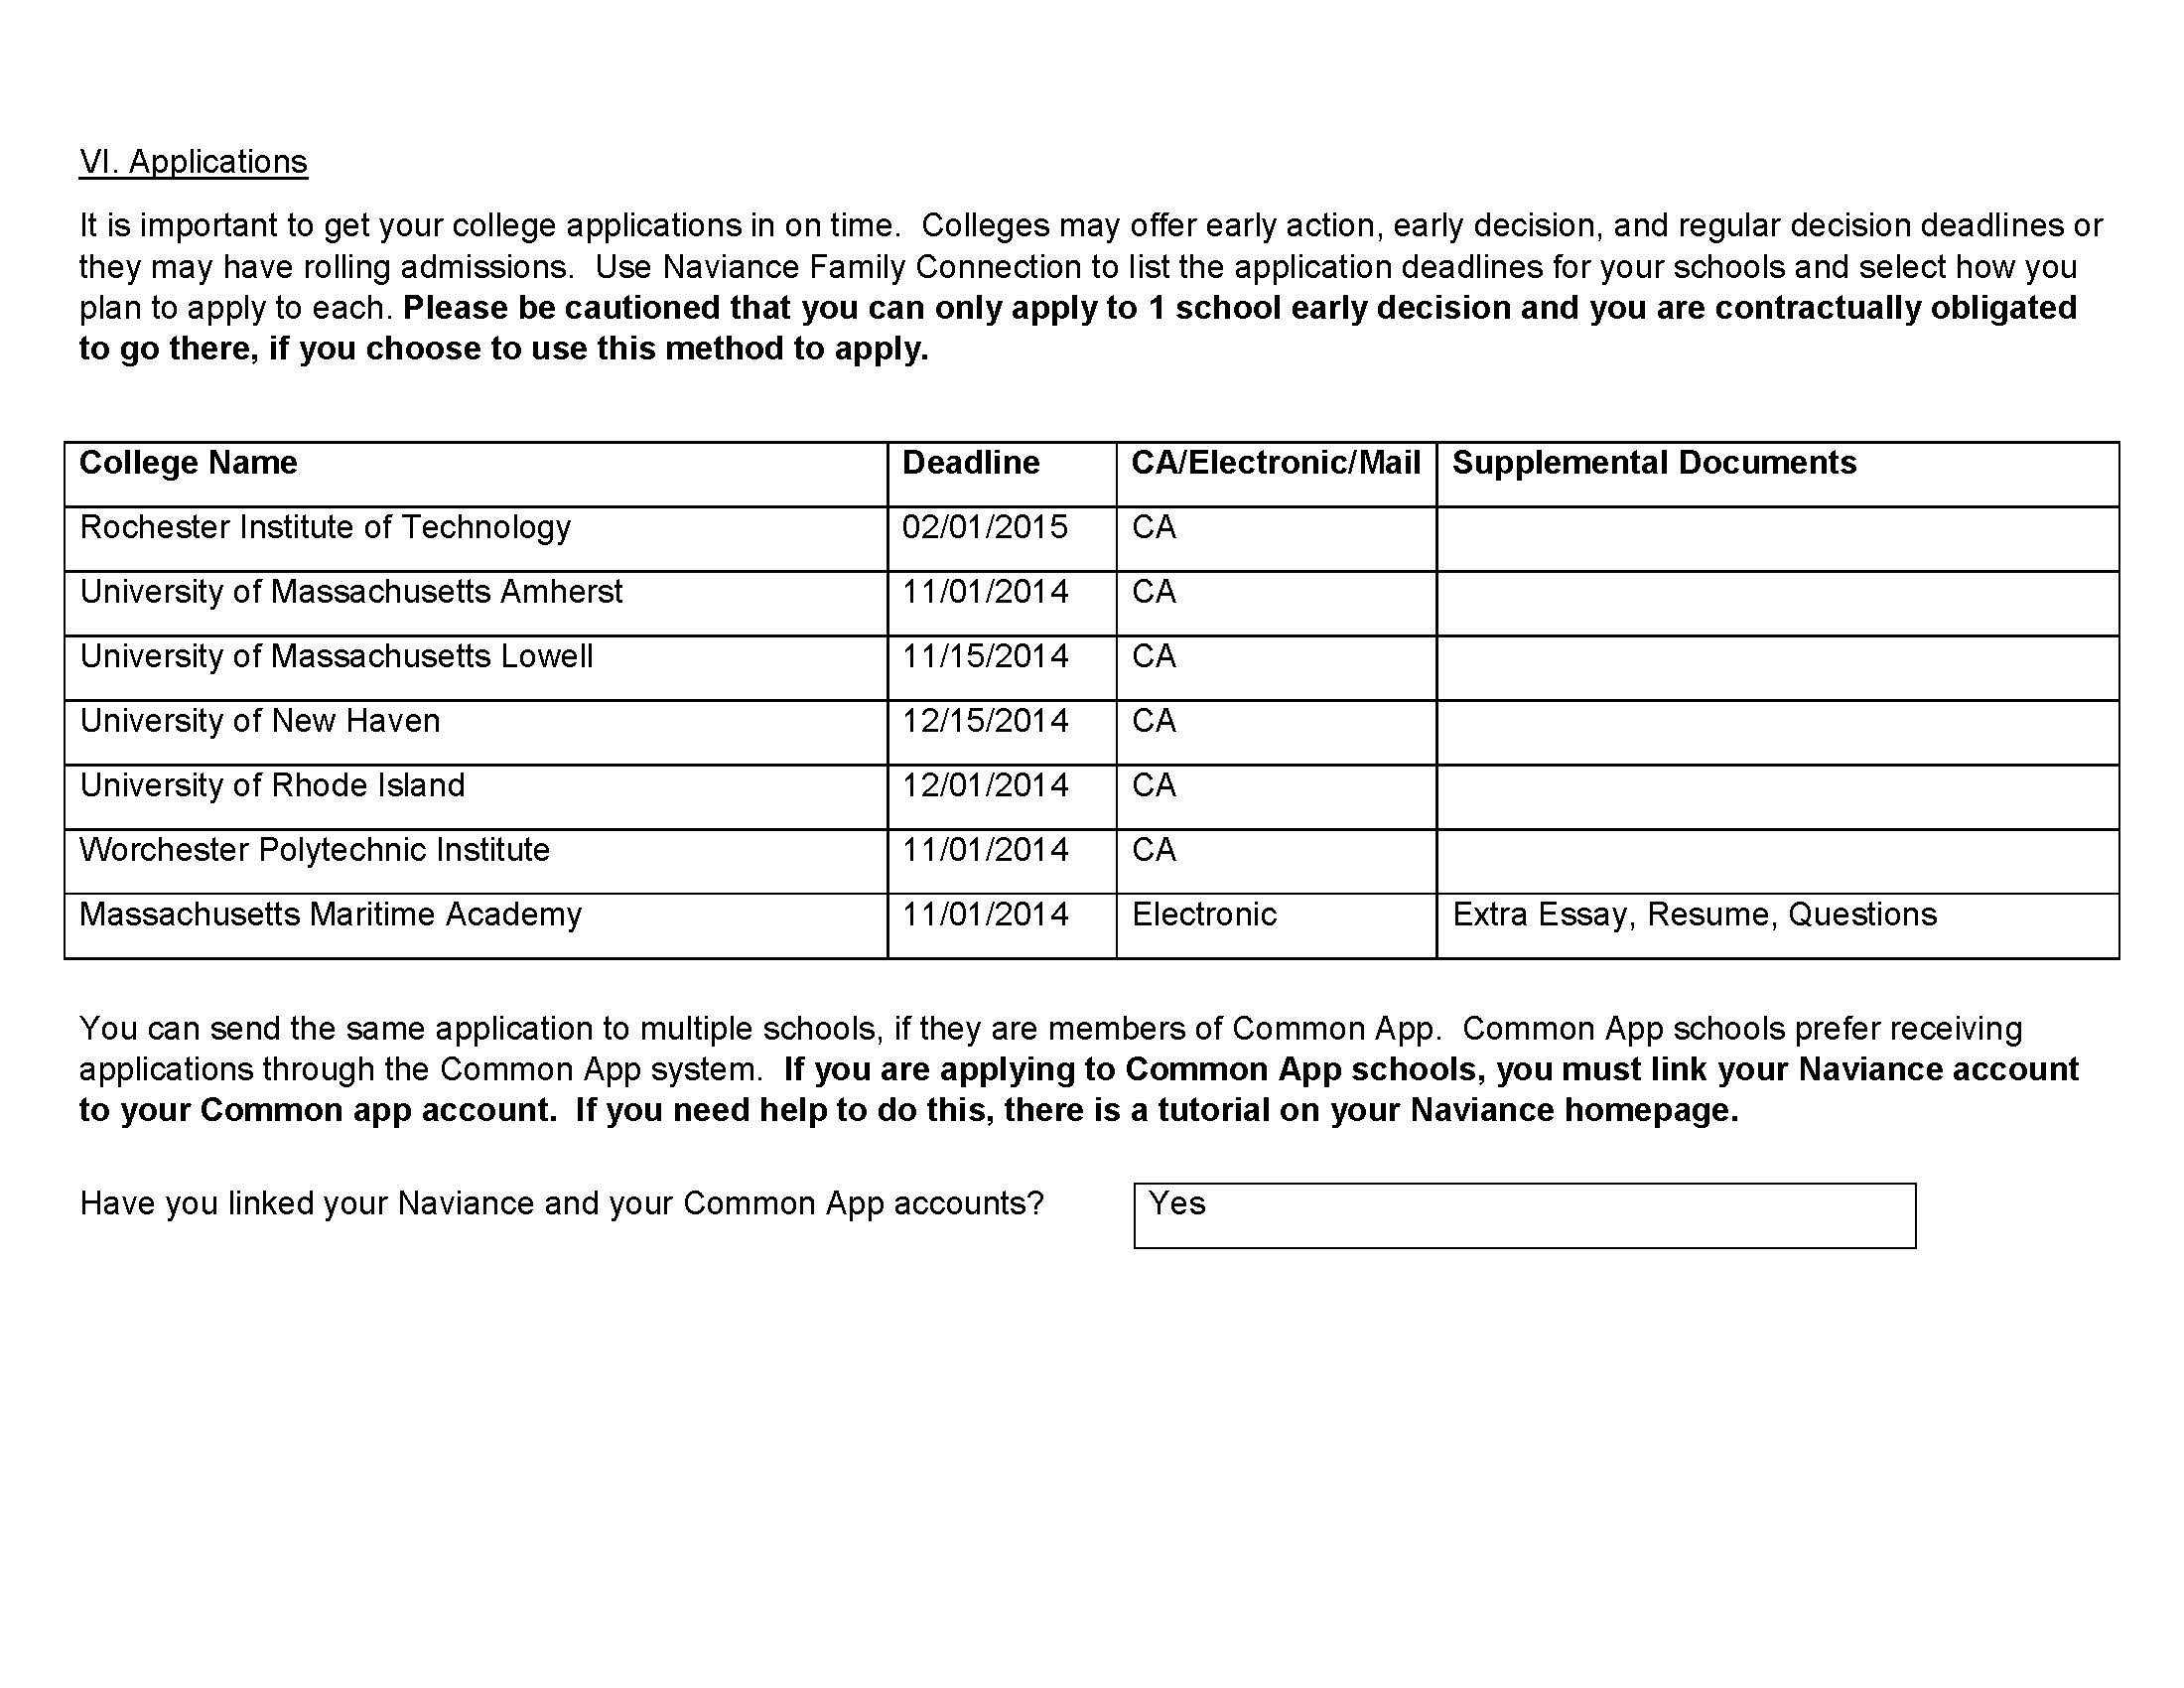 VI. Applications
It is important to get your college applications in on time.  Colleges may offer early action, early decision, and regular decision deadlines or
they may have rolling admissions.  Use Naviance Family Connection to list the application deadlines for your schools and select how you
plan to apply to each. Please be cautioned that you can only apply to 1 school early decision and you are contractually obligated
to go there, if you choose to use this method to apply.
College Name Deadline CA/Electronic/Mail Supplemental Documents
Rochester Institute of Technology 02/01/2015 CA
University of Massachusetts Amherst 11/01/2014 CA
University of Massachusetts Lowell 11/15/2014 CA
University of New Haven 12/15/2014 CA
University of Rhode Island 12/01/2014 CA
Worchester Polytechnic Institute 11/01/2014 CA
Massachusetts Maritime Academy 11/01/2014 Electronic Extra Essay, Resume, Questions
You can send the same application to multiple schools, if they are members of Common App.  Common App schools prefer receiving
applications through the Common App system.  If you are applying to Common App schools, you must link your Naviance account
to your Common app account.  If you need help to do this, there is a tutorial on your Naviance homepage.
Have you linked your Naviance and your Common App accounts? Yes